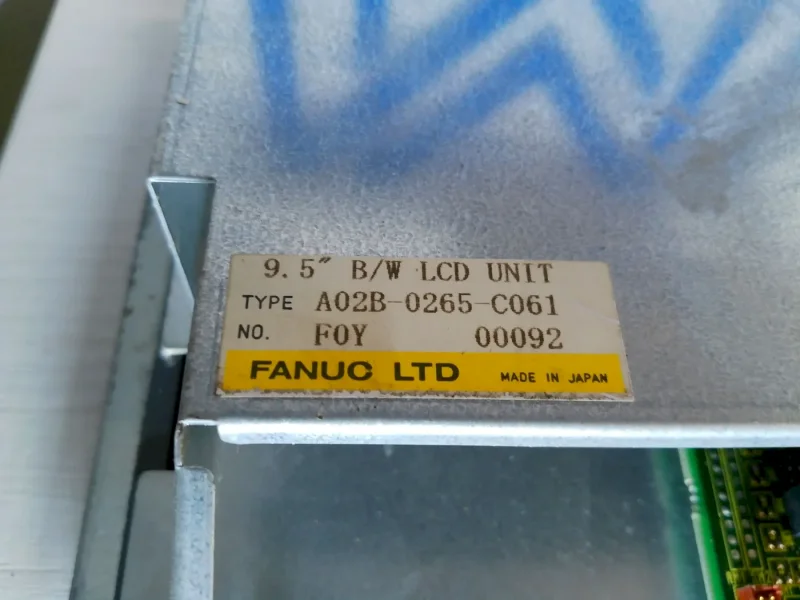 9.5" B/W LCD UNIT
TYPE A02B-0265-C061
NO. F0Y 00092
FANUC LTD MADE IN JAPAN